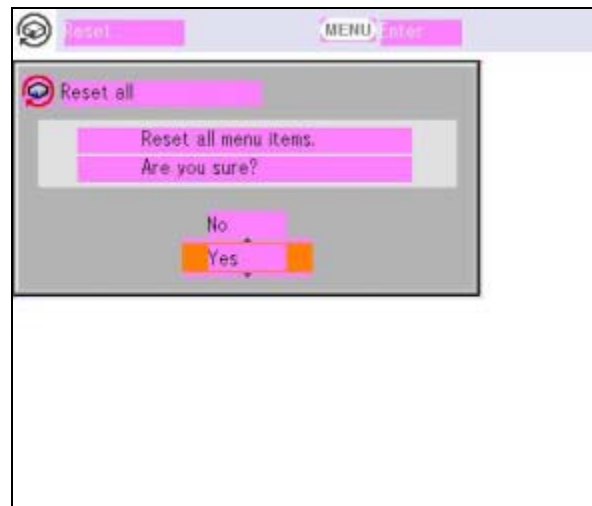 Reset MENU Enter
Reset all
Reset all menu items.
Are you sure?
No
Yes